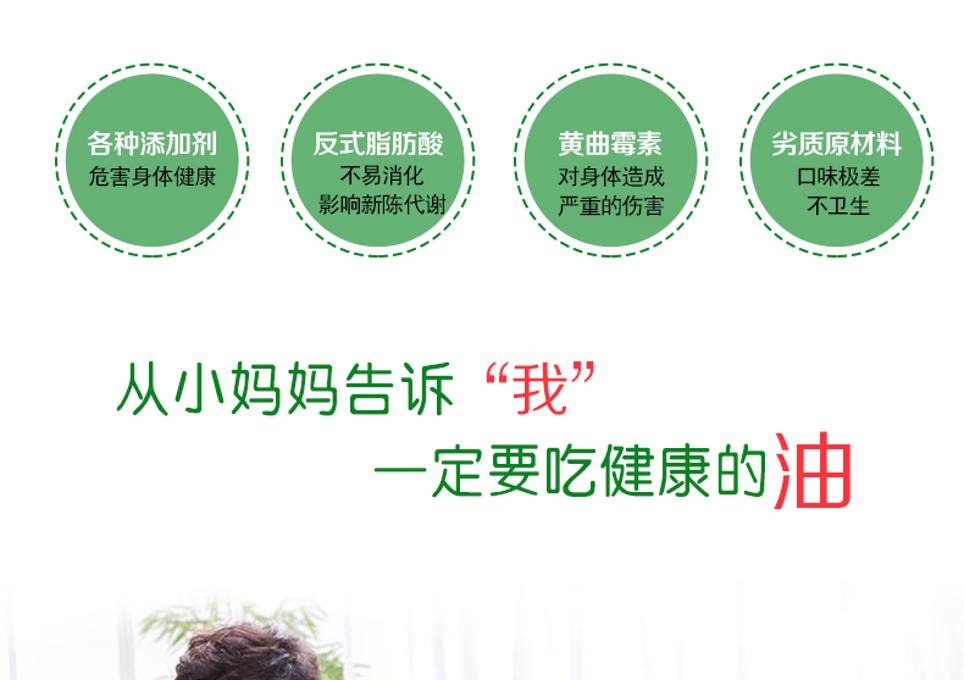 各种添加剂
危害身体健康
反式脂肪酸
不易消化
影响新陈代谢
黄曲霉素
对身体造成
严重的伤害
劣质原材料
口味极差
不卫生
从小妈妈告诉“我”
一定要吃健康的油